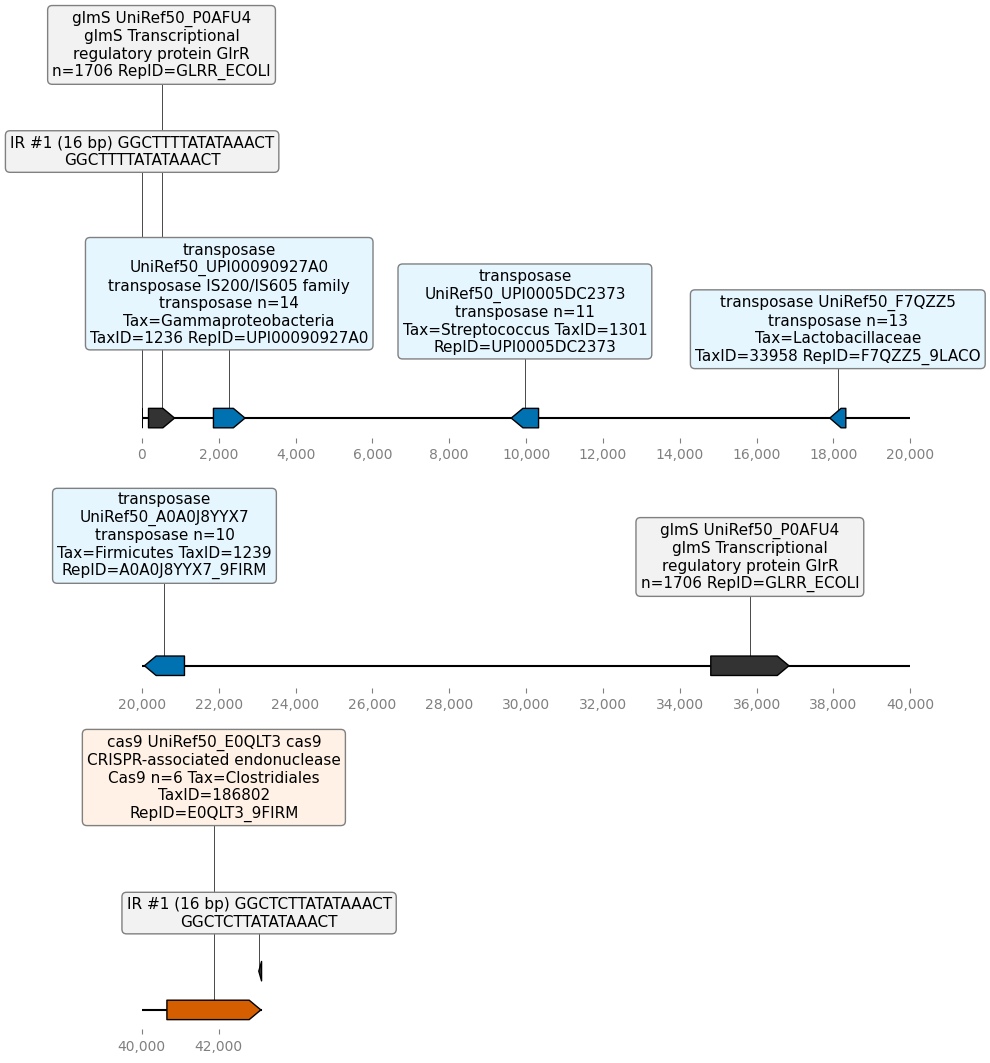 glmS UniRef50_P0AFU4
glmS Transcriptional
regulatory protein GlrR
n=1706 RepID=GLRR_ECOLI
IR #1 (16 bp) GGCTTTTATATAAACT
GGCTTTTATATAAACT
transposase
UniRef50_UPI00090927A0
transposase IS200/IS605 family
transposase n=14
Tax=Gammaproteobacteria
TaxID=1236 RepID=UPI00090927A0
transposase
UniRef50_UPI0005DC2373
transposase n=11
Tax=Streptococcus TaxID=1301
RepID=UPI0005DC2373
transposase UniRef50_F7QZZ5
transposase n=13
Tax=Lactobacillaceae
TaxID=33958 RepID=F7QZZ5_9LACO
0 2,000 4,000 6,000 8,000 10,000 12,000 14,000 16,000 18,000 20,000
transposase
UniRef50_A0A0J8YYX7
transposase n=10
Tax=Firmicutes TaxID=1239
RepID=A0A0J8YYX7_9FIRM
glmS UniRef50_P0AFU4
glmS Transcriptional
regulatory protein GlrR
n=1706 RepID=GLRR_ECOLI
20,000 22,000 24,000 26,000 28,000 30,000 32,000 34,000 36,000 38,000 40,000
cas9 UniRef50_E0QLT3 cas9
CRISPR-associated endonuclease
Cas9 n=6 Tax=Clostridiales
TaxID=186802
RepID=E0QLT3_9FIRM
IR #1 (16 bp) GGCTCTTATATAAACT
GGCTCTTATATAAACT
40,000 42,000